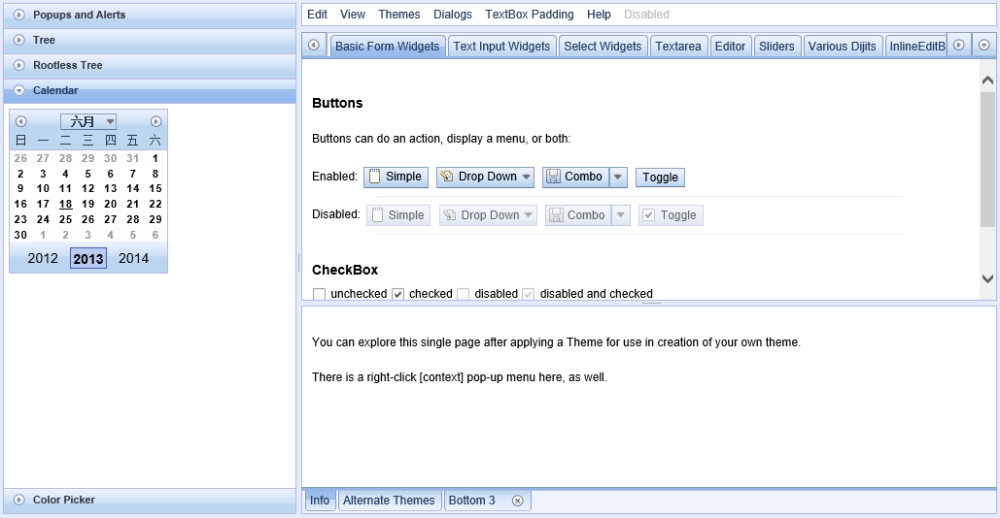 Popups and Alerts
Tree
Rootless Tree
Calendar
六月
日 一 二 三 四 五 六
26 27 28 29 30 31 1
2 3 4 5 6 7 8
9 10 11 12 13 14 15
16 17 18 19 20 21 22
23 24 25 26 27 28 29
30 1 2 3 4 5 6
2012 2013 2014
Color Picker
Edit View Themes Dialogs TextBox Padding Help Disabled
Basic Form Widgets Text Input Widgets Select Widgets Textarea Editor Sliders Various Dijits InlineEditB
Buttons
Buttons can do an action, display a menu, or both:
Enabled: Simple Drop Down Combo Toggle
Disabled: Simple Drop Down Combo Toggle
CheckBox
unchecked checked disabled disabled and checked
You can explore this single page after applying a Theme for use in creation of your own theme.
There is a right-click [context] pop-up menu here, as well.
Info Alternate Themes Bottom 3